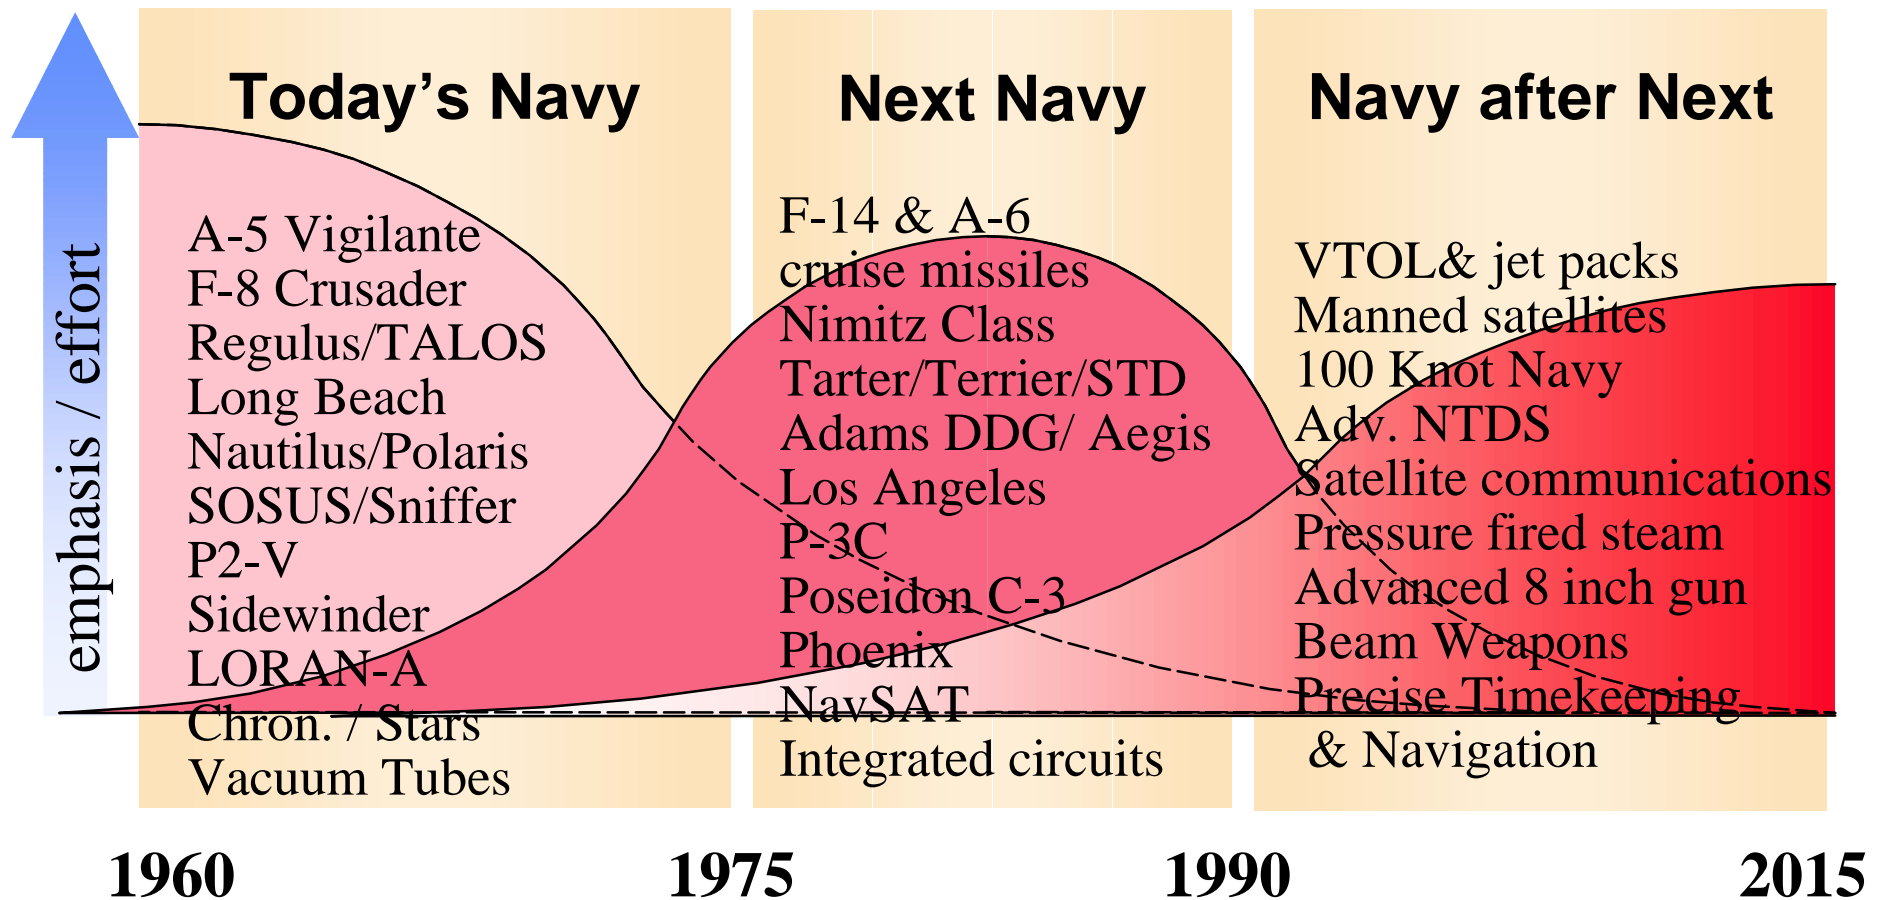 emphasis / effort
Today’s Navy
A-5 Vigilante
F-8 Crusader
Regulus/TALOS
Long Beach
Nautilus/Polaris
SOSUS/Sniffer
P2-V
Sidewinder
LORAN-A
Chron. / Stars
Vacuum Tubes
Next Navy
F-14 & A-6
cruise missiles
Nimitz Class
Tarter/Terrier/STD
Adams DDG/ Aegis
Los Angeles
P-3C
Poseidon C-3
Phoenix
NavSAT
Integrated circuits
Navy after Next
VTOL& jet packs
Manned satellites
100 Knot Navy
Adv. NTDS
Satellite communications
Pressure fired steam
Advanced 8 inch gun
Beam Weapons
Precise Timekeeping
& Navigation
1960
1975
1990
2015